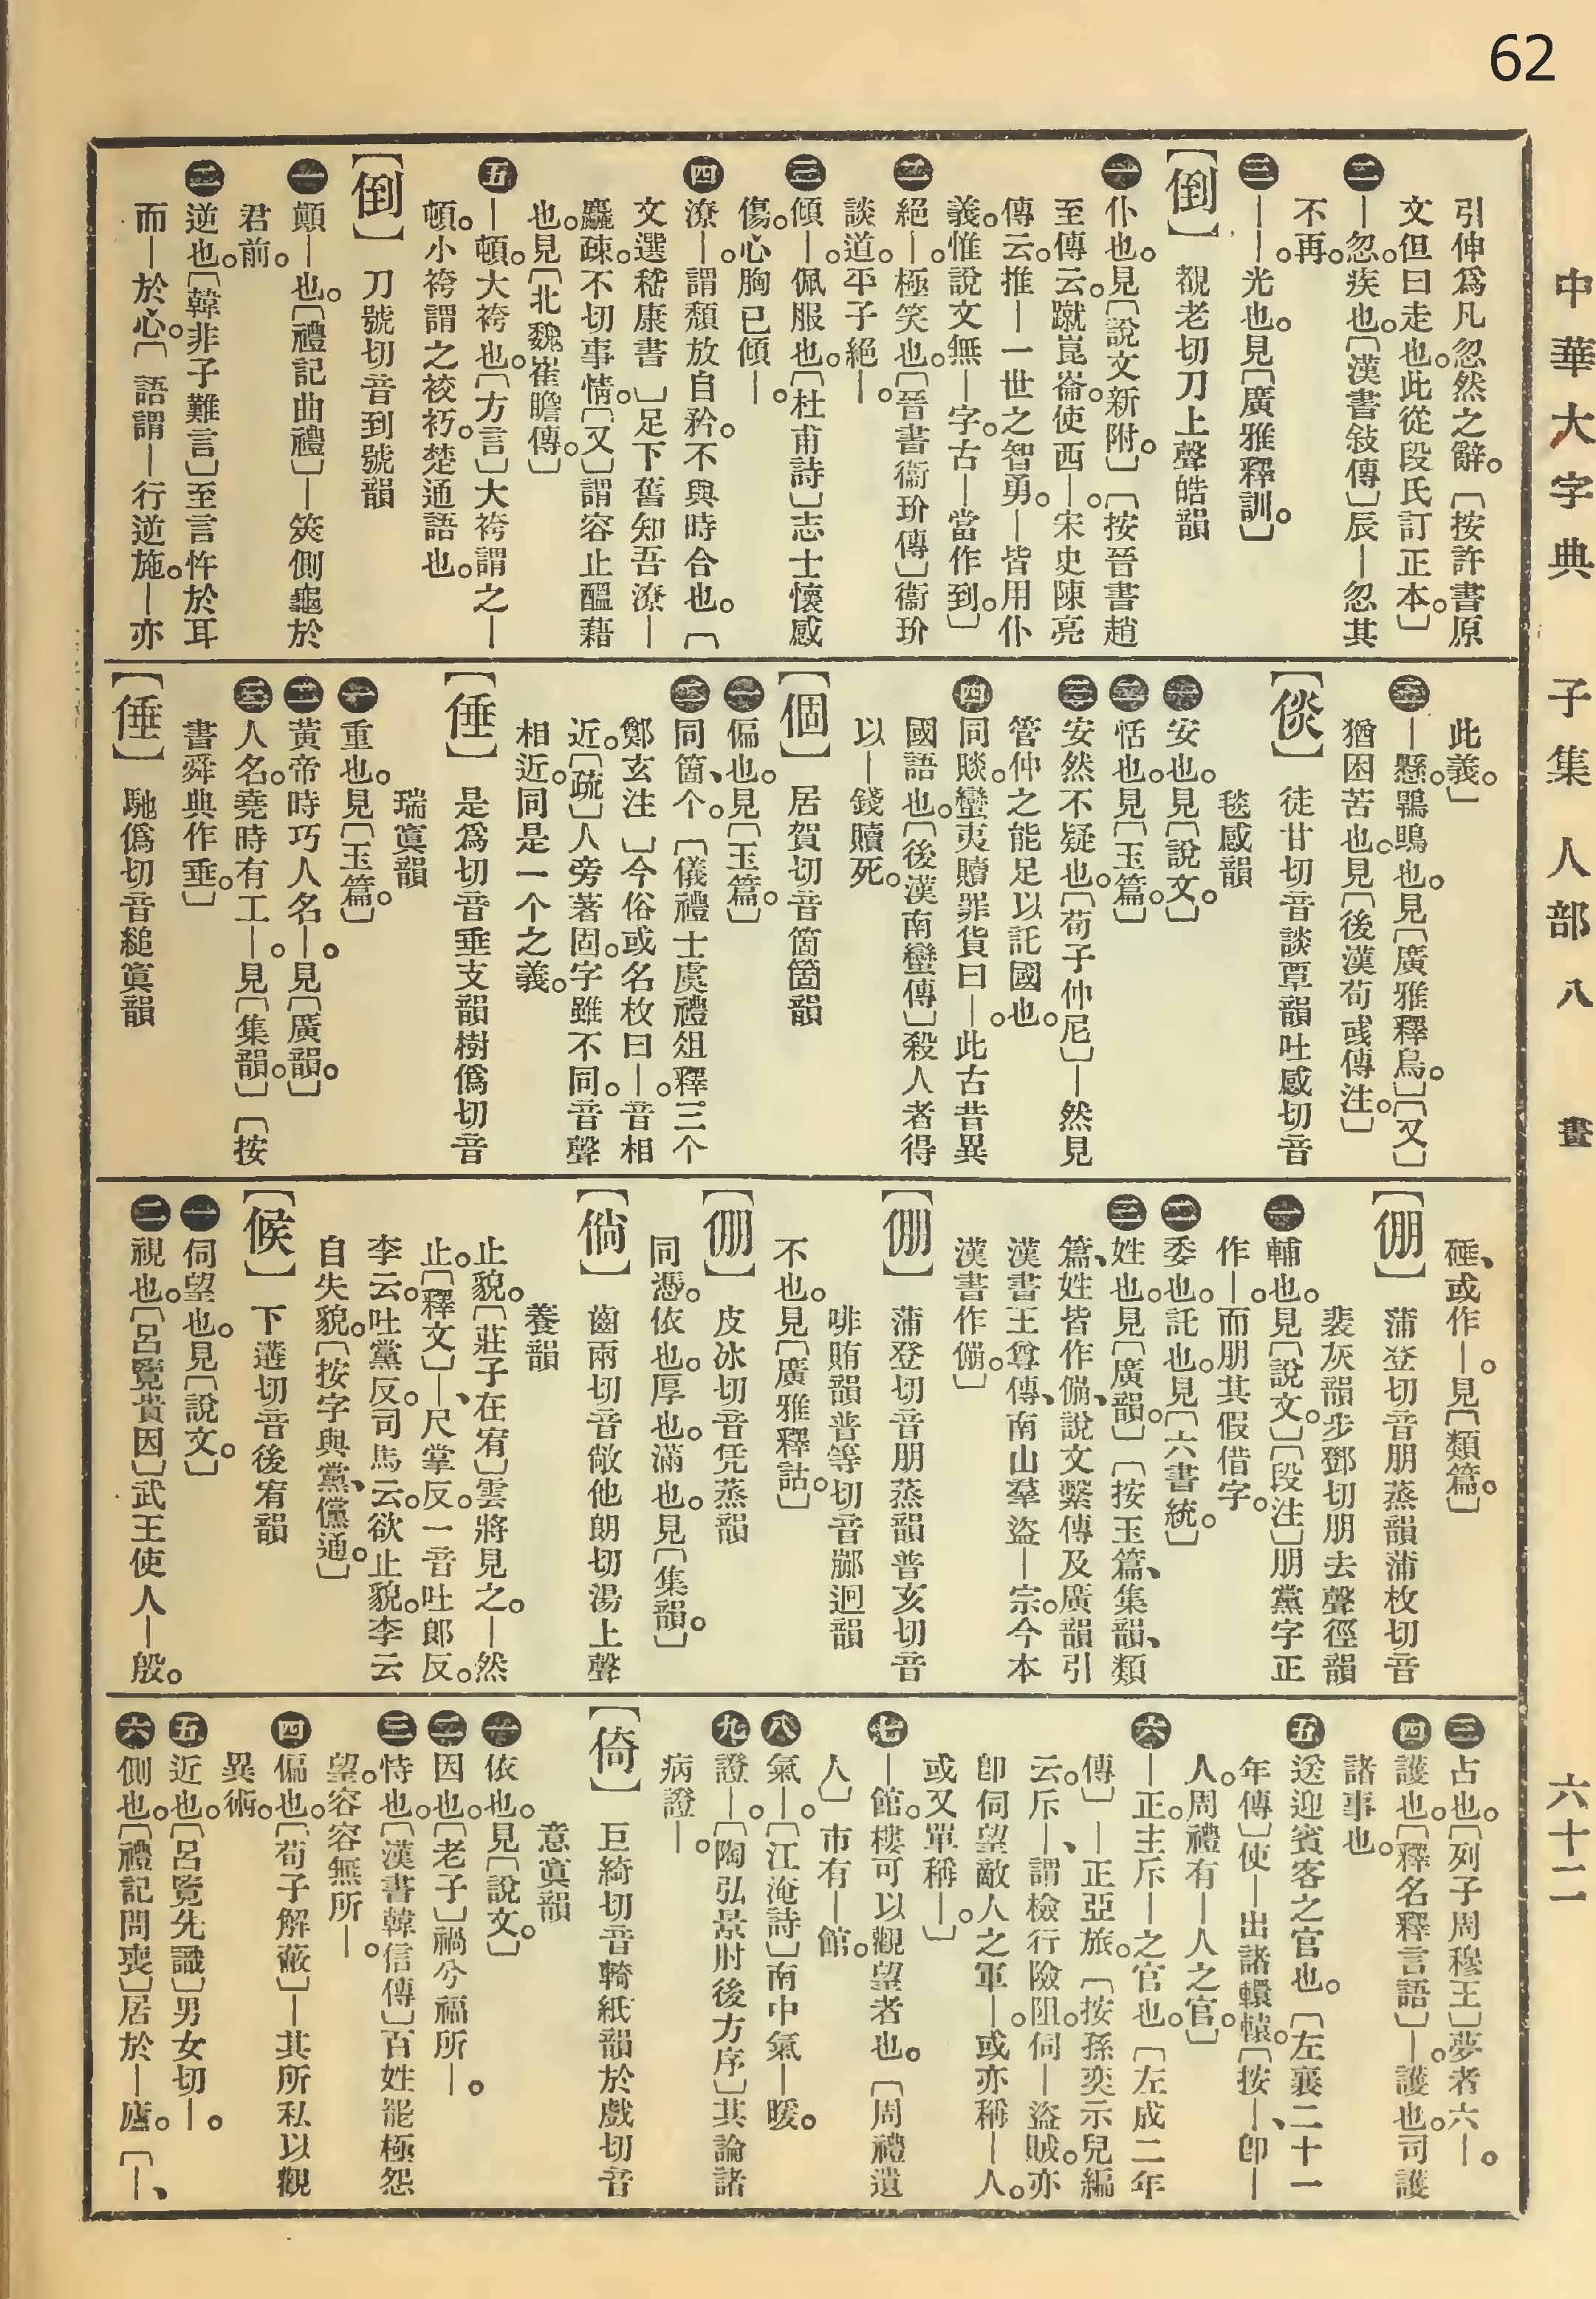 62
中華大字典 子集 人部 八畫 六十二
引伸爲凡忽然之辭。〔按許書原
文但曰走也。此從段氏訂正本。〕
㊁—忽。疾也。〔漢書敍傳〕辰—忽其
不再。
㊂——。光也。見〔廣雅釋訓。〕
【倒】 覩老切刀上聲皓韻
㊀仆也。見〔說文新附。〕〔按晉書趙
至傳云。蹴崑崙使西—。宋史陳亮
傳云。推—一世之智勇。—皆用仆
義。惟說文無—字。古—當作到。〕
㊁絕—。極笑也。〔晉書衞玠傳〕衞玠
談道。平子絕—。
㊂傾—。佩服也。〔杜甫詩〕志士懷感
傷。心胸已傾—。
㊃潦—。謂頹放自矜。不與時合也。〔
文選嵇康書〕足下舊知吾潦—
麤疎。不切事情。〔又〕謂容止醞藉
也。見〔北魏崔瞻傳。〕
㊄—頓。大袴也。〔方言〕大袴謂之—
頓。小袴謂之䘨衳。楚通語也。
【倒】 刀號切音到號韻
㊀顚—也。〔禮記曲禮〕—筴側龜於
君前。
㊁逆也。〔韓非子難言〕至言忤於耳
而—於心。〔語謂—行逆施。—亦
此義。〕
㊂—懸。鶡鴠也。見〔廣雅釋鳥。〕〔又〕
猶困苦也。見〔後漢荀彧傳注。〕
【倓】 徒甘切音談覃韻吐感切音
毯感韻
㊀安也。見〔說文。〕
㊁恬也。見〔玉篇。〕
㊂安然不疑也。〔荀子仲尼〕—然見
管仲之能足以託國也。
㊃同賧。蠻夷贖罪貨曰—。此古昔異
國語也。〔後漢南蠻傳〕殺人者得
以—錢贖死。
【個】 居賀切音箇箇韻
㊀偏也。見〔玉篇。〕
㊁同箇、个。〔儀禮士虞禮俎釋三个
鄭玄注〕今俗或名枚曰—。音相
近。〔疏〕人旁著固。字雖不同。音聲
相近。同是一个之義。
【倕】 是爲切音垂支韻樹僞切音
瑞寘韻
㊀重也。見〔玉篇。〕
㊁黃帝時巧人名—。見〔廣韻。〕
㊂人名。堯時有工—。見〔集韻。〕〔按
書舜典作垂。〕
【倕】 馳僞切音縋寘韻
硾、或作—。見〔類篇。〕
【倗】 蒲登切音朋蒸韻蒲枚切音
裴灰韻步鄧切朋去聲徑韻
㊀輔也。見〔說文。〕〔段注〕朋黨字正
作—。而朋其假借字。
㊁委也。託也。見〔六書統。〕
㊂姓也。見〔廣韻。〕〔按玉篇、集韻、類
篇、姓皆作傰、說文繫傳及廣韻引
漢書王尊傳、南山羣盜—宗。今本
漢書作傰。〕
【倗】 蒲登切音朋蒸韻普亥切音
啡賄韻普等切音䣙迥韻
不也。見〔廣雅釋詁。〕
【倗】 皮冰切音凭蒸韻
同憑。依也。厚也。滿也。見〔集韻。〕
【倘】 齒兩切音敞他朗切湯上聲
養韻
止貌。〔莊子在宥〕雲將見之。—然
止。〔釋文〕—、尺掌反。一音吐郎反。
李云。吐黨反。司馬云。欲止貌。李云
自失貌。〔按字與黨、儻通。〕
【候】 下遘切音後宥韻
㊀伺望也。見〔說文。〕
㊁視也。〔呂覽貴因〕武王使人—殷。
㊂占也。〔列子周穆王〕夢者六—。
㊃護也。〔釋名釋言語〕—。護也。司護
諸事也。
㊄送迎賓客之官也。〔左襄二十一
年傳〕使—出諸轘轅。〔按—、卽—
人。周禮有—人之官。〕
㊅—正。主斥—之官也。〔左成二年
傳〕—正亞旅。〔按孫奕示兒編
云。斥—、謂檢行險阻。伺—盜賊。亦
卽伺望敵人之軍—。或亦稱—人。
或又單稱—。〕
㊆—館。樓可以觀望者也。〔周禮遺
人〕市有—館。
㊇氣—。〔江淹詩〕南中氣—暖。
㊈證—。〔陶弘景肘後方序〕其論諸
病證—。
【倚】 巨綺切音輢紙韻於戲切音
意寘韻
㊀依也。見〔說文。〕
㊁因也。〔老子〕禍兮福所—。
㊂恃也。〔漢書韓信傳〕百姓罷極怨
望。容容無所—。
㊃偏也。〔荀子解蔽〕—其所私以觀
異術。
㊄近也。〔呂覽先識〕男女切—。
㊅側也。〔禮記問喪〕居於—廬。〔—、